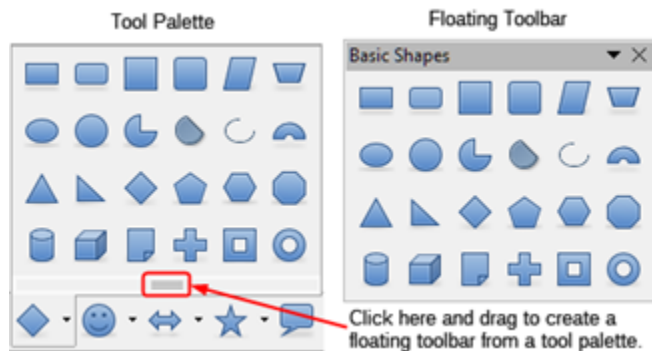 Tool Palette
Floating Toolbar
Basic Shapes
Click here and drag to create a
floating toolbar from a tool palette.